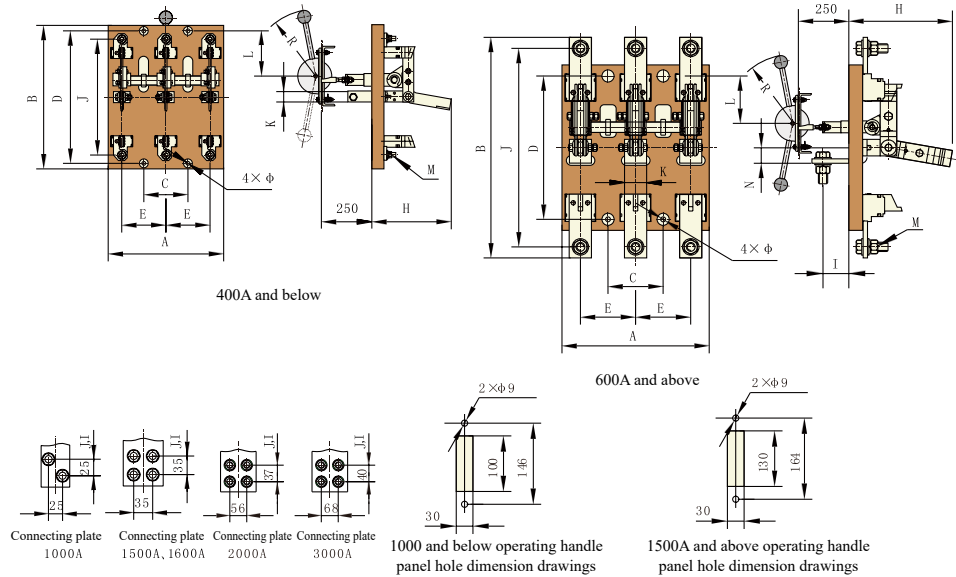 250
H
R
B
D
J
L
K
M
4×φ
C
E
E
A
250
H
400A and below
250
H
R
B
J
D
L
K
N
M
4×φ
I
C
E
E
A
600A and above
J,I
25
25
Connecting plate
1000A
J,I
35
35
Connecting plate
1500A、1600A
J,I
37
56
Connecting plate
2000A
J,I
40
68
Connecting plate
3000A
2×φ9
100
146
30
1000 and below operating handle
panel hole dimension drawings
2×φ9
130
164
30
1500A and above operating handle
panel hole dimension drawings